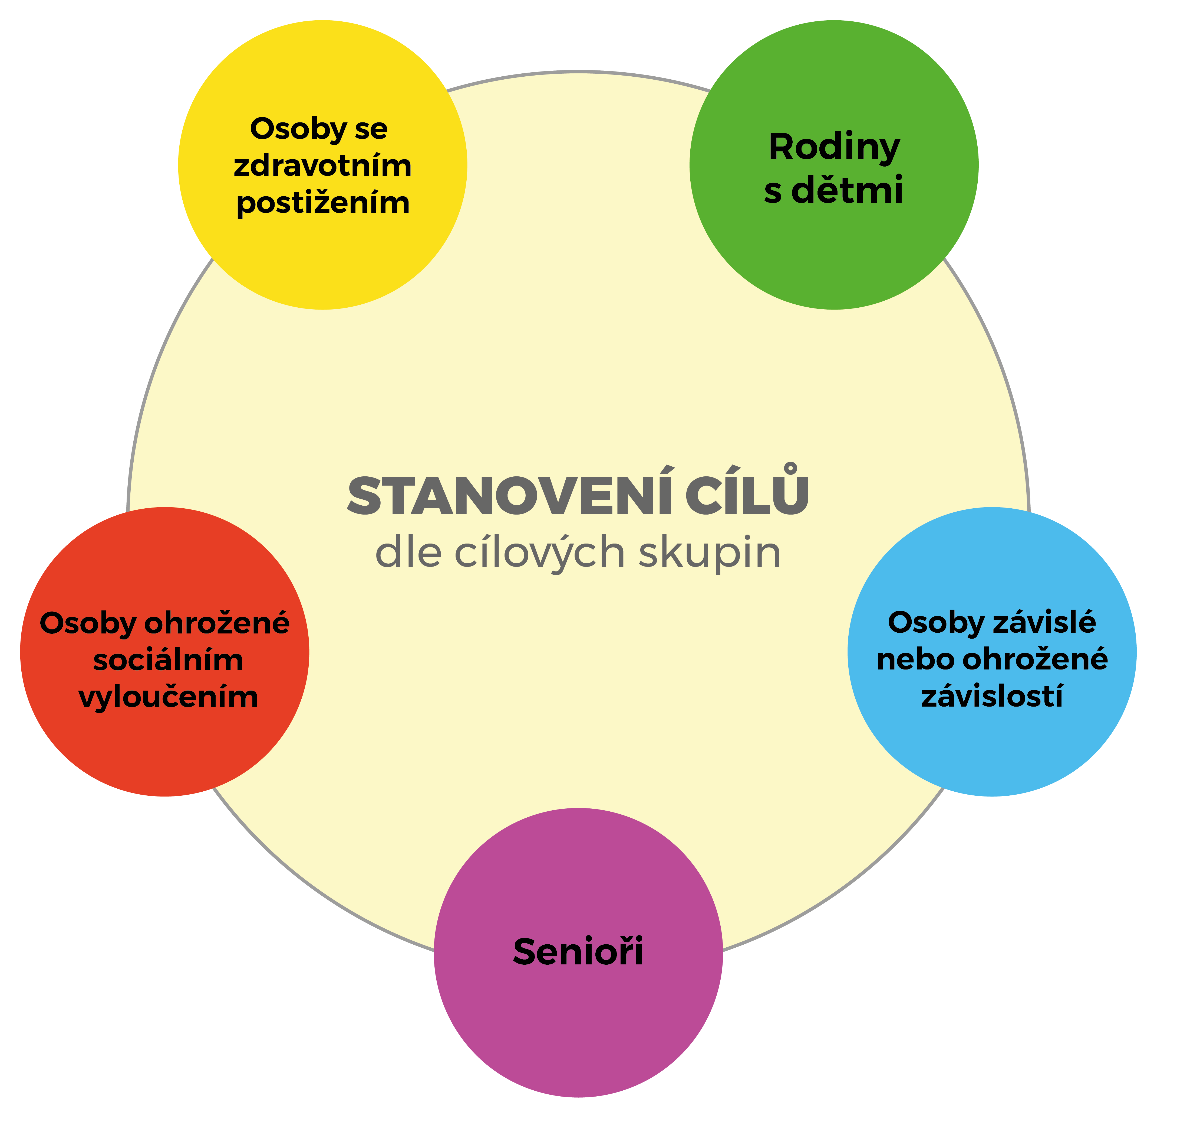 Osoby se
zdravotním
postižením
Rodiny
s dětmi
STANOVENÍ CÍLŮ
dle cílových skupin
Osoby ohrožené
sociálním
vyloučením
Osoby závislé
nebo ohrožené
závislostí
Senioři